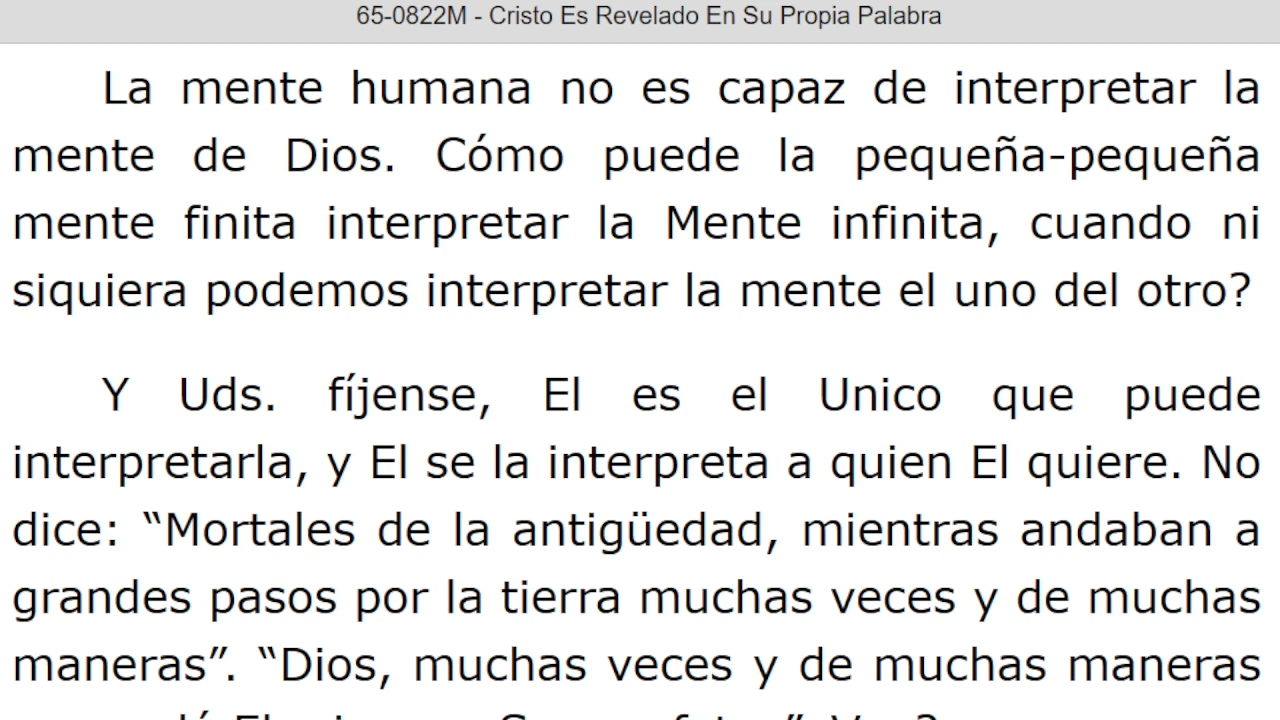 65-0822M - Cristo Es Revelado En Su Propia Palabra
La mente humana no es capaz de interpretar la
mente de Dios. Cómo puede la pequeña-pequeña
mente finita interpretar la Mente infinita, cuando ni
siquiera podemos interpretar la mente el uno del otro?
Y Uds. fíjense, El es el Unico que puede
interpretarla, y El se la interpreta a quien El quiere. No
dice: “Mortales de la antigüedad, mientras andaban a
grandes pasos por la tierra muchas veces y de muchas
maneras”. “Dios, muchas veces y de muchas maneras